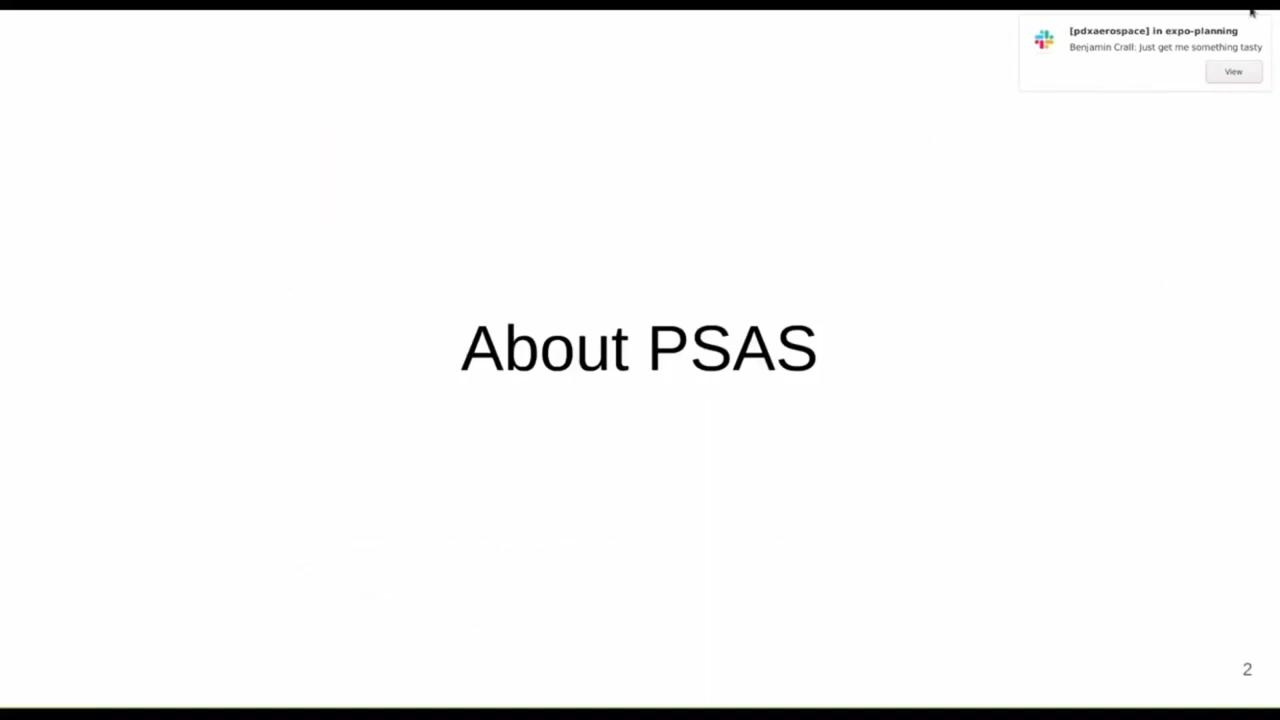 [pdxaerospace] in expo-planning
Benjamin Crall: Just get me something tasty
View
About PSAS
2